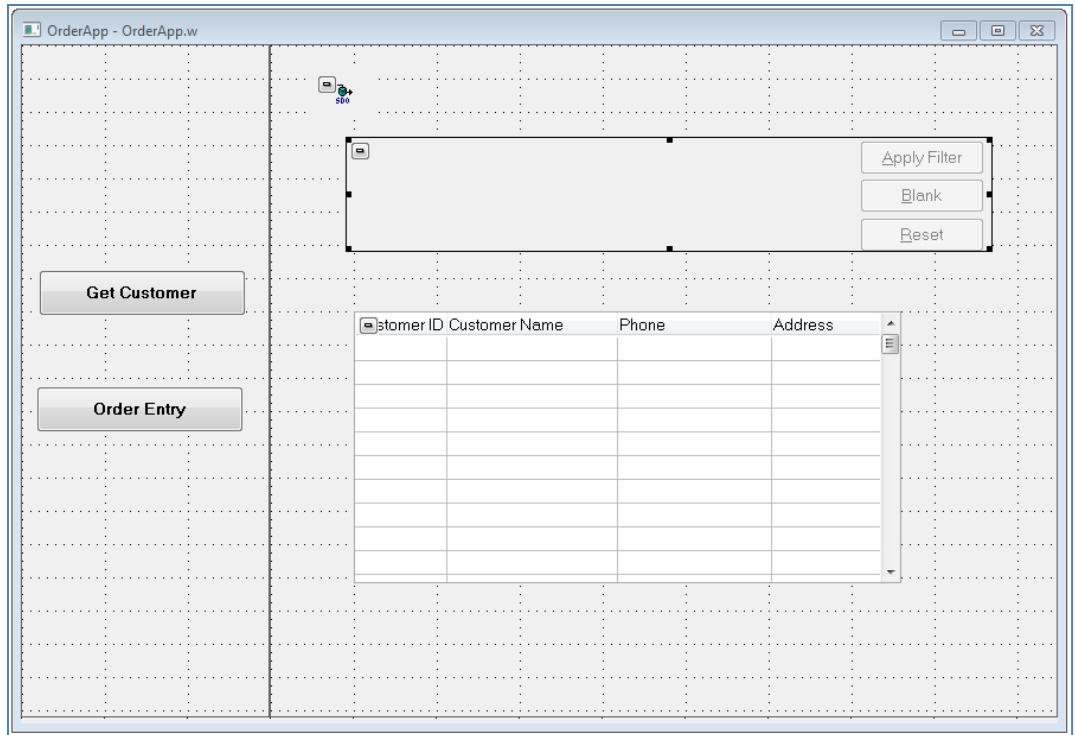 OrderApp - OrderApp.w
SDO
Apply Filter
Blank
Reset
Get Customer
stomer ID Customer Name Phone Address
Order Entry